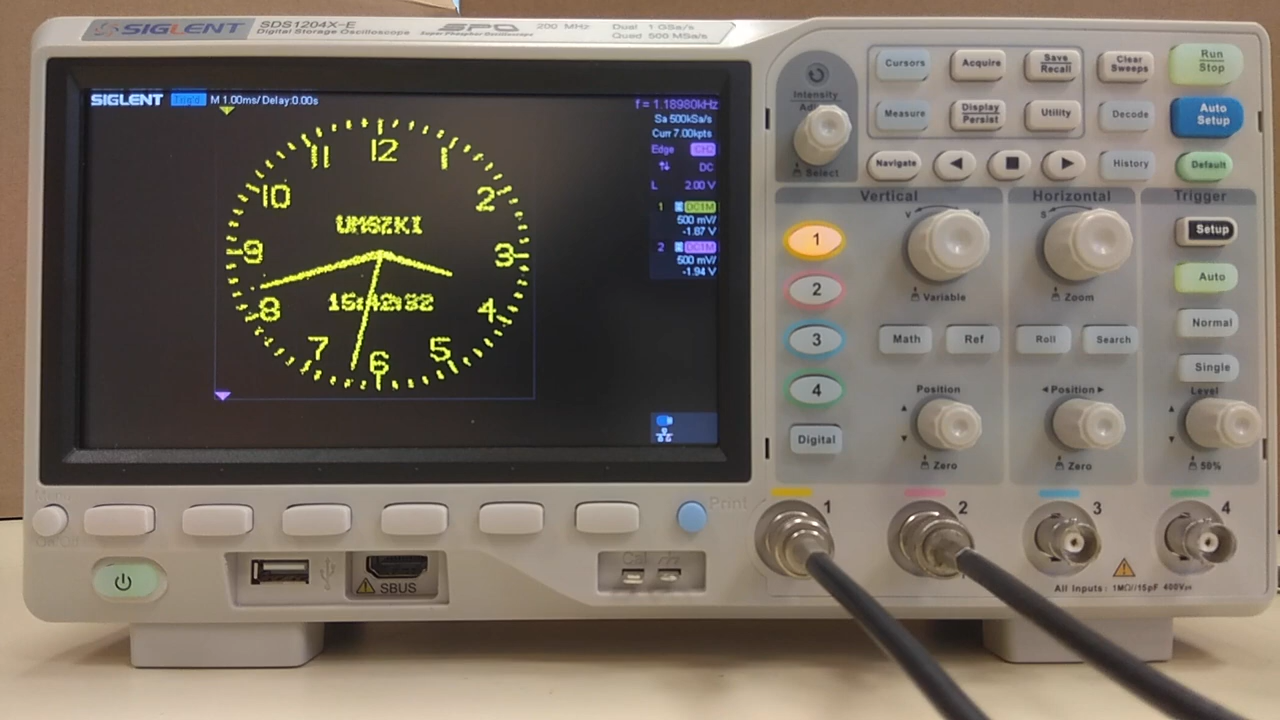 SIGLENT
SDS1204X-E
Digital Storage Oscilloscope
SPO
Super Phosphor Oscilloscope
200 MHz
Dual 1 GSa/s
Quad 500 MSa/s
SIGLENT Trig'd M 1.00ms/ Delay:0.00s
f = 1.18980kHz
Sa 500kSa/s
Curr 7.00kpts
Edge CH2
DC
L 2.00 V
1 DC1M
500 mV/
-1.87 V
2 DC1M
500 mV/
-1.94 V
12
1
2
3
4
5
6
7
8
9
10
11
15:42:32
Intensity
Select
Cursors
Acquire
Save
Recall
Clear
Sweeps
Run
Stop
Measure
Display
Persist
Utility
Decode
Auto
Setup
Navigate
History
Default
Vertical
Horizontal
Trigger
V
S
1
2
3
4
Digital
Variable
Zoom
Setup
Auto
Normal
Single
Math
Ref
Roll
Search
Position
Position
Level
Zero
Zero
50%
Menu
On/Off
Print
1
2
3
4
SBUS
Cal
All Inputs: 1MΩ//15pF 400Vpk